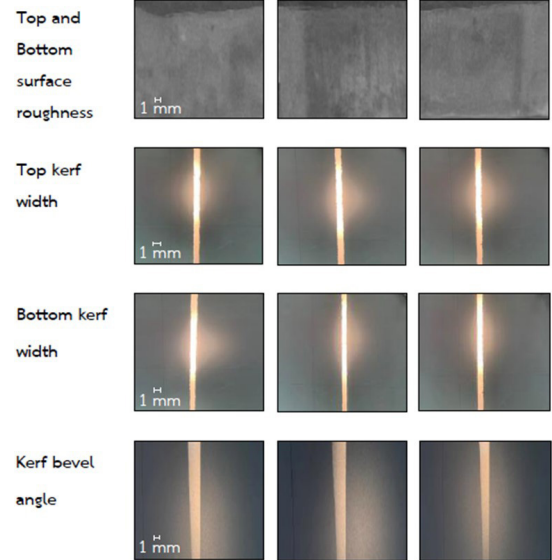 Top and
Bottom
surface
roughness
1 mm
Top kerf
width
1 mm
Bottom kerf
width
1 mm
Kerf bevel
angle
1 mm